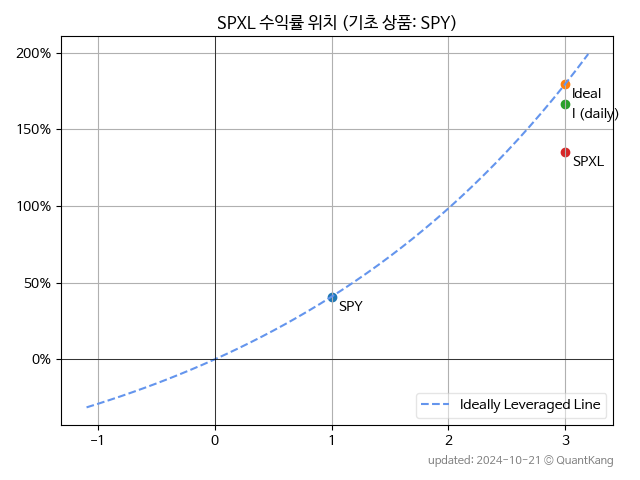 SPXL 수익률 위치 (기초 상품: SPY)
200%
150%
100%
50%
0%
Ideal
I (daily)
SPXL
SPY
Ideally Leveraged Line
-1
0
1
2
3
updated: 2024-10-21 © QuantKang